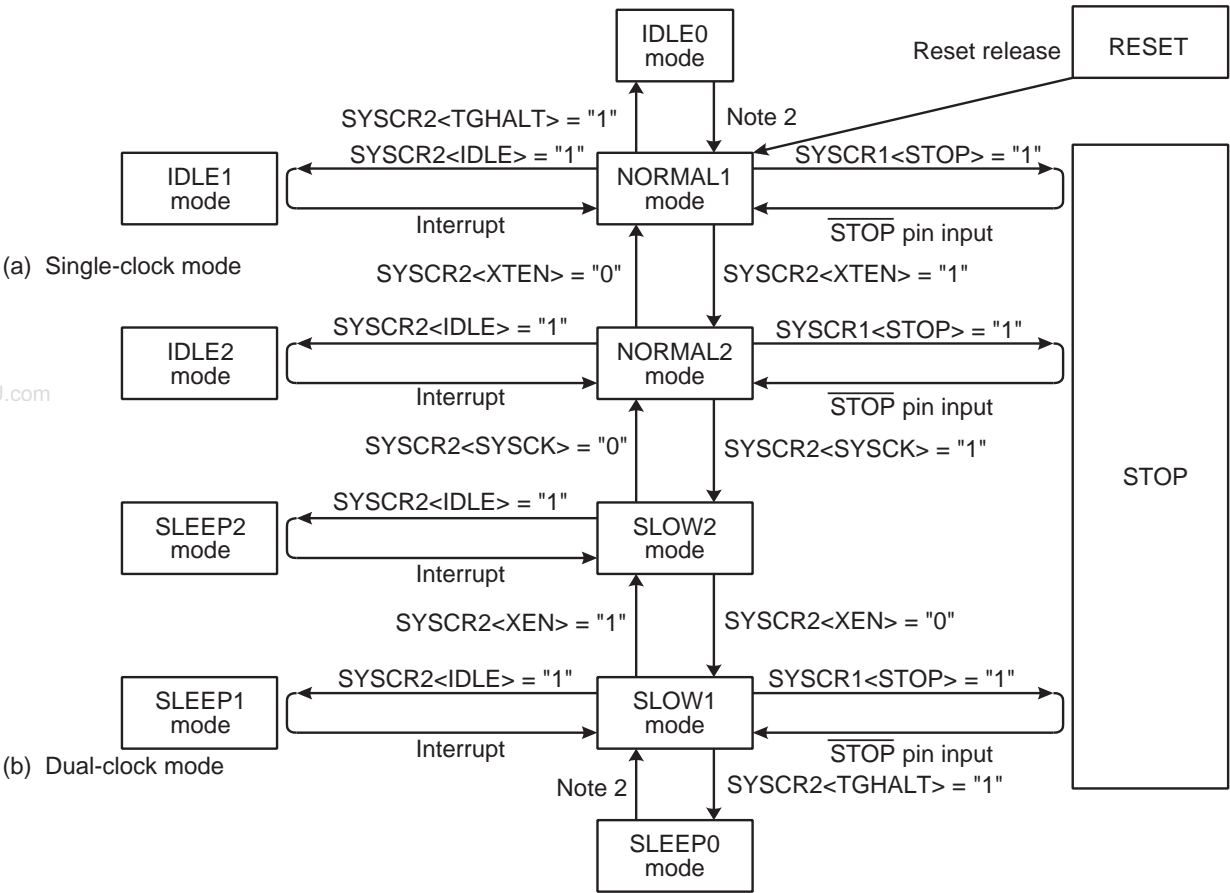 IDLE0
mode
Reset release
RESET
SYSCR2<TGHALT> = "1"
Note 2
IDLE1
mode
SYSCR2<IDLE> = "1"
Interrupt
NORMAL1
mode
SYSCR1<STOP> = "1"
STOP pin input
(a) Single-clock mode
SYSCR2<XTEN> = "0"
SYSCR2<XTEN> = "1"
IDLE2
mode
SYSCR2<IDLE> = "1"
Interrupt
NORMAL2
mode
SYSCR1<STOP> = "1"
STOP pin input
J.com
SYSCR2<SYSCK> = "0"
SYSCR2<SYSCK> = "1"
STOP
SLEEP2
mode
SYSCR2<IDLE> = "1"
Interrupt
SLOW2
mode
SYSCR2<XEN> = "1"
SYSCR2<XEN> = "0"
SLEEP1
mode
SYSCR2<IDLE> = "1"
Interrupt
SLOW1
mode
SYSCR1<STOP> = "1"
STOP pin input
(b) Dual-clock mode
Note 2
SYSCR2<TGHALT> = "1"
SLEEP0
mode